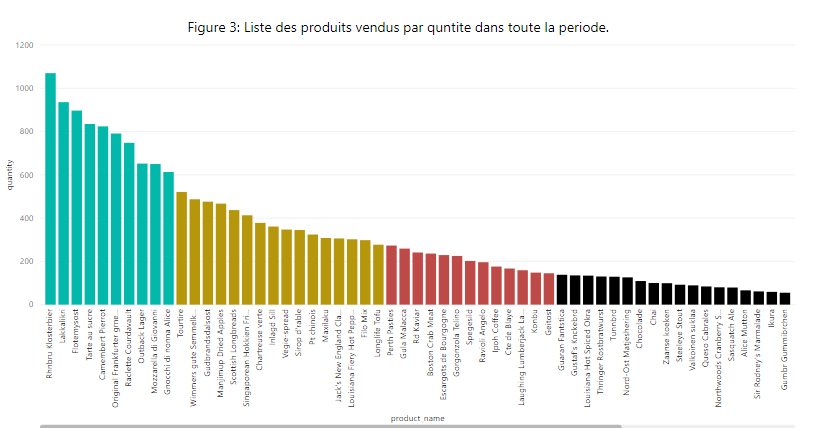 Figure 3: Liste des produits vendus par quntite dans toute la periode.
1200
1000
800
600
400
200
0
quantity
Rhnbru Klosterbier
Lakkalikri
Flotemysost
Tarte au sucre
Camembert Pierrot
Original Frankfurter grne...
Raclette Courdavault
Outback Lager
Mozzarella di Giovanni
Gnocchi di nonna Alice
Tourtire
Wimmers gute Semmelk...
Gudbrandsdalsost
Manjimup Dried Apples
Scottish Longbreads
Singaporean Hokkien Fri...
Chartreuse verte
Inlagd Sill
Vegie-spread
Sirop d'rable
Pt chinois
Maxilaku
Jack's New England Cla...
Louisiana Fiery Hot Pepp...
Filo Mix
Longlife Tofu
Perth Pasties
Gula Malacca
Rd Kaviar
Boston Crab Meat
Escargots de Bourgogne
Gorgonzola Telino
Spegesild
Ravioli Angelo
Ipoh Coffee
Cte de Blaye
Laughing Lumberjack La...
Konbu
Geitost
Guaran Fantstica
Gustaf's Knckebrd
Louisiana Hot Spiced Okra
Thringer Rostbratwurst
Tunnbrd
Nord-Ost Matjeshering
Chocolade
Chai
Zaanse koeken
Steeleye Stout
Valkoinen suklaa
Queso Cabrales
Northwoods Cranberry S...
Sasquatch Ale
Alice Mutton
Sir Rodney's Marmalade
Ikura
Gumbr Gummibrchen
product_name